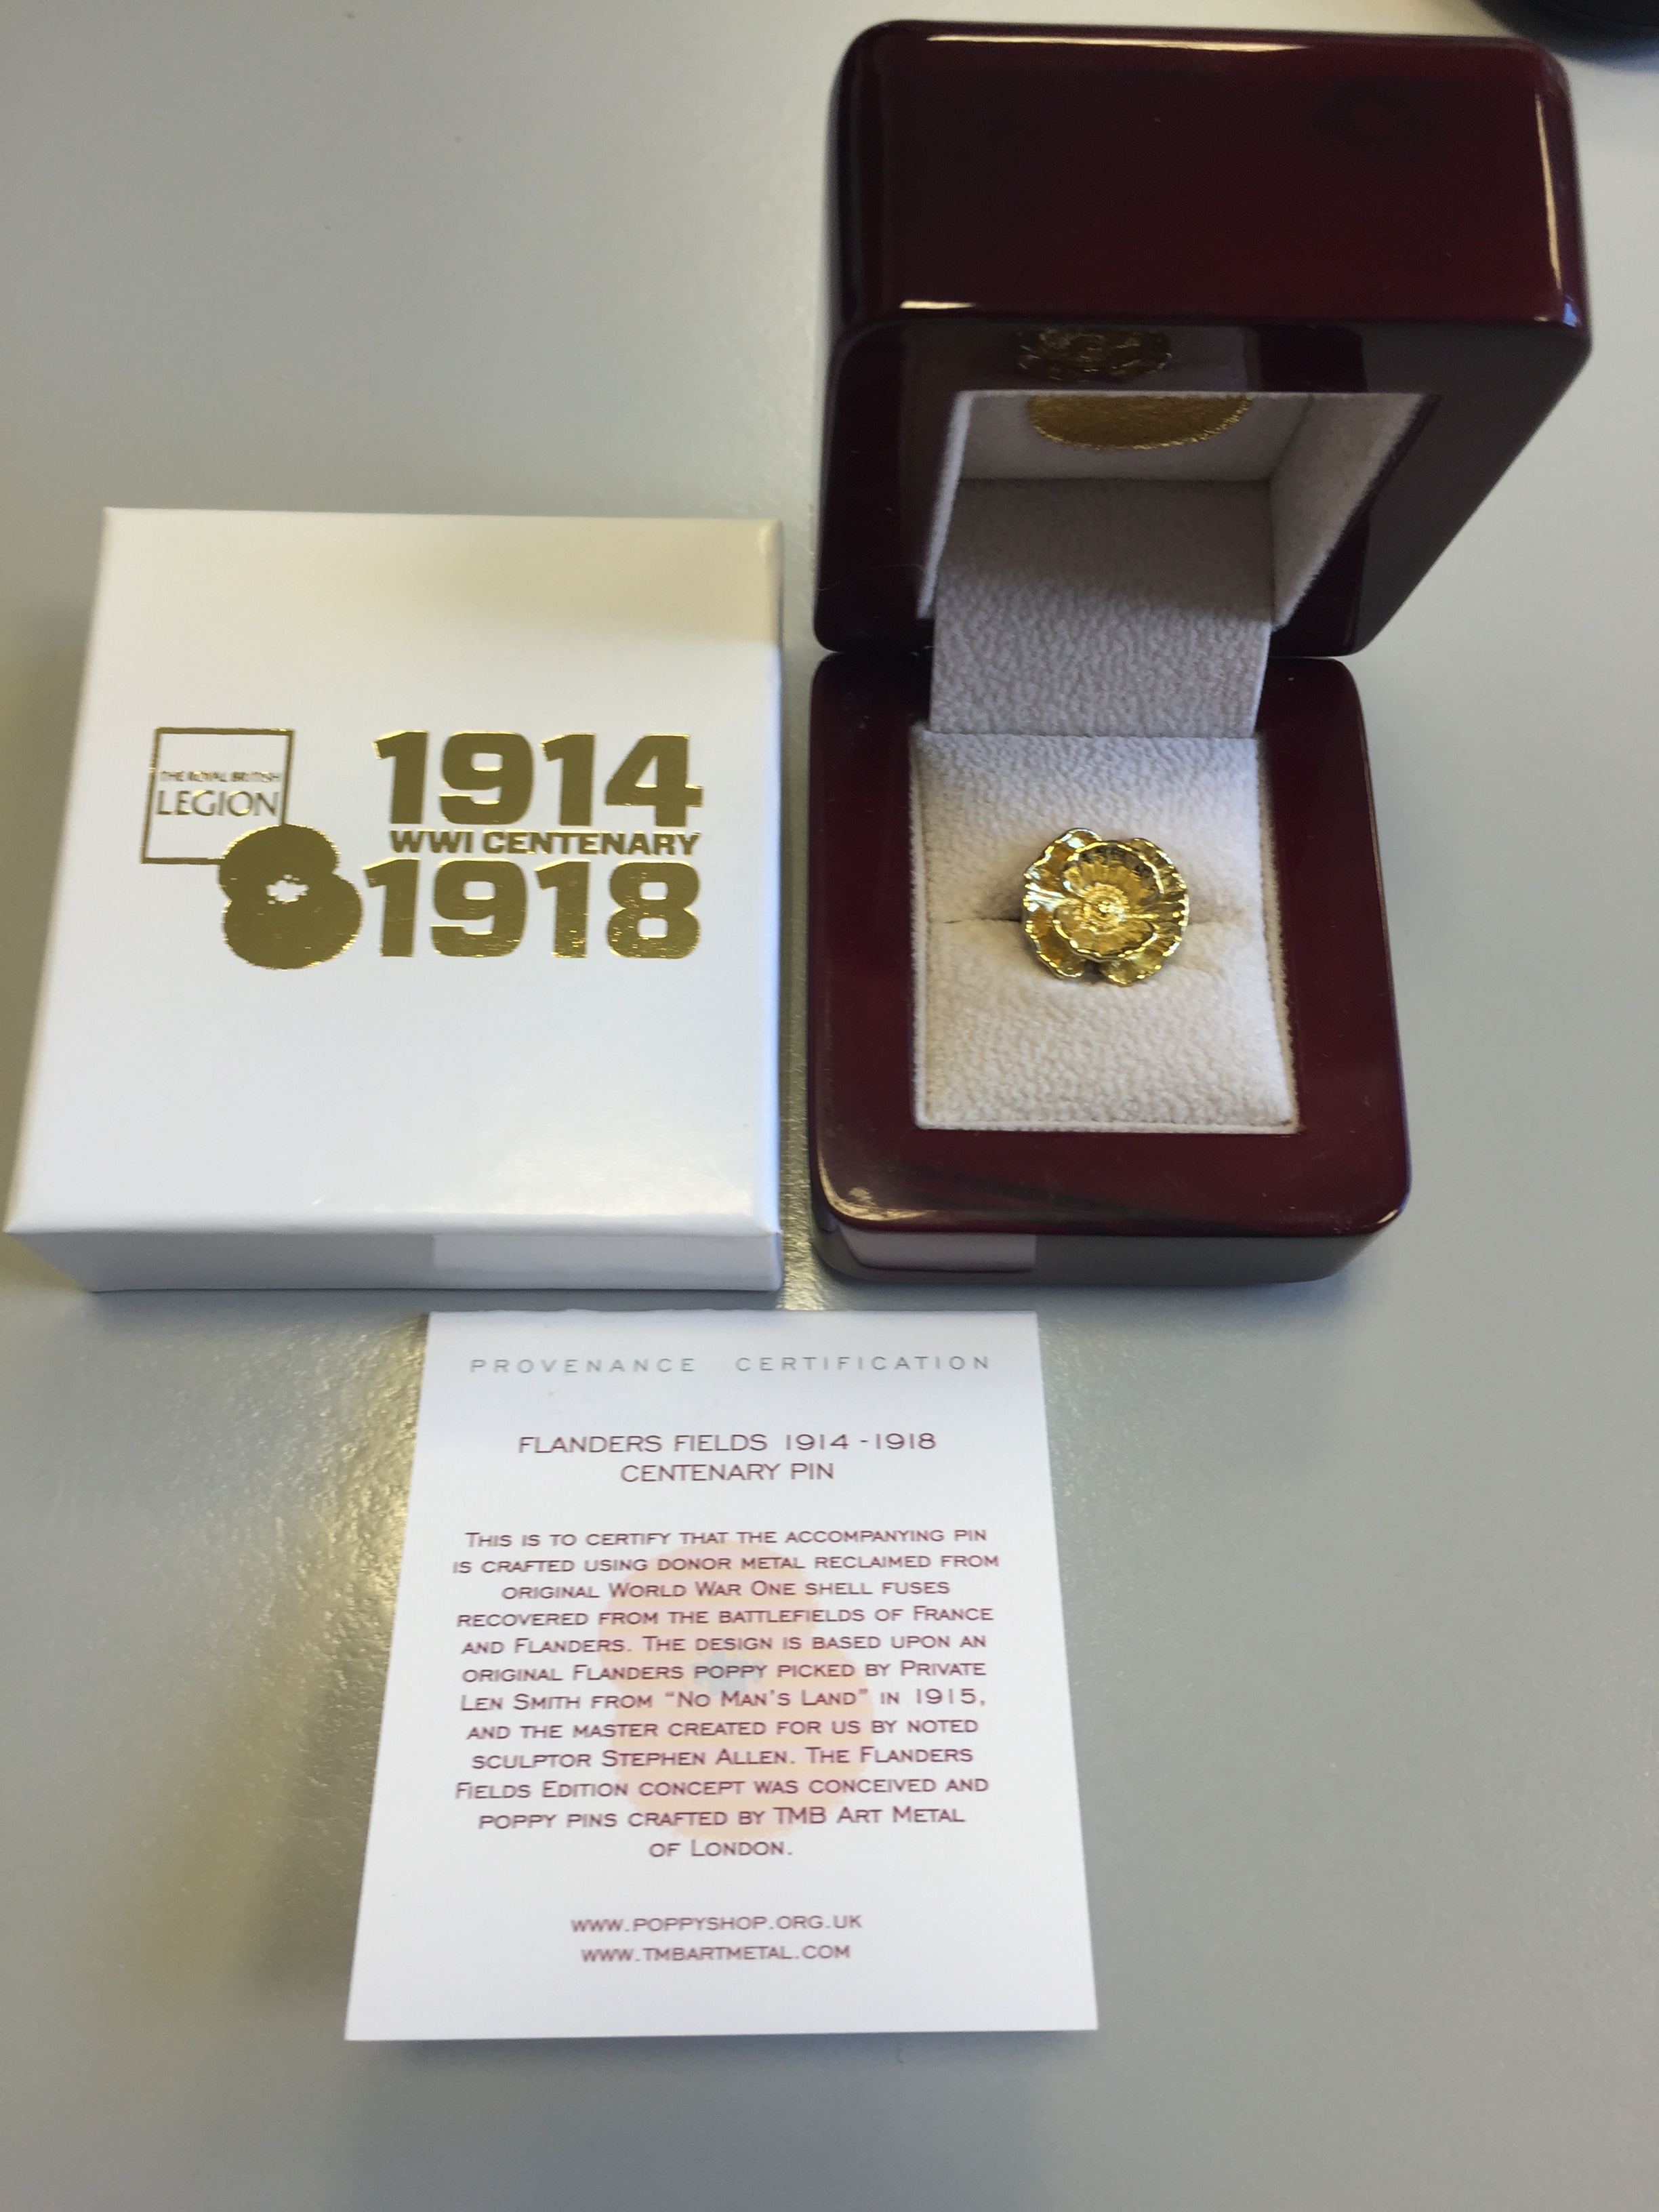 THE ROYAL BRITISH
LEGION
1914
WWI CENTENARY
1918
PROVENANCE CERTIFICATION
FLANDERS FIELDS 1914 -1918
CENTENARY PIN
THIS IS TO CERTIFY THAT THE ACCOMPANYING PIN
IS CRAFTED USING DONOR METAL RECLAIMED FROM
ORIGINAL WORLD WAR ONE SHELL FUSES
RECOVERED FROM THE BATTLEFIELDS OF FRANCE
AND FLANDERS. THE DESIGN IS BASED UPON AN
ORIGINAL FLANDERS POPPY PICKED BY PRIVATE
LEN SMITH FROM “NO MAN’S LAND” IN 1915,
AND THE MASTER CREATED FOR US BY NOTED
SCULPTOR STEPHEN ALLEN. THE FLANDERS
FIELDS EDITION CONCEPT WAS CONCEIVED AND
POPPY PINS CRAFTED BY TMB ART METAL
OF LONDON.
WWW.POPPYSHOP.ORG.UK
WWW.TMBARTMETAL.COM